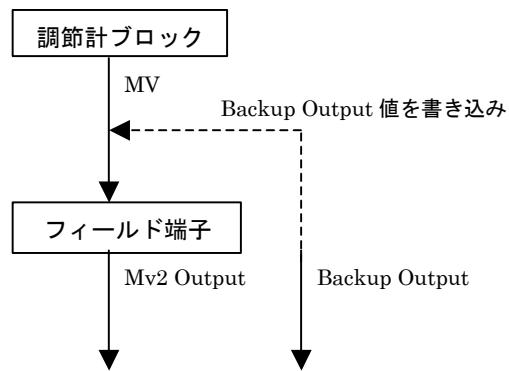 調節計ブロック
MV
Backup Output 値を書き込み
フィールド端子
Mv2 Output
Backup Output